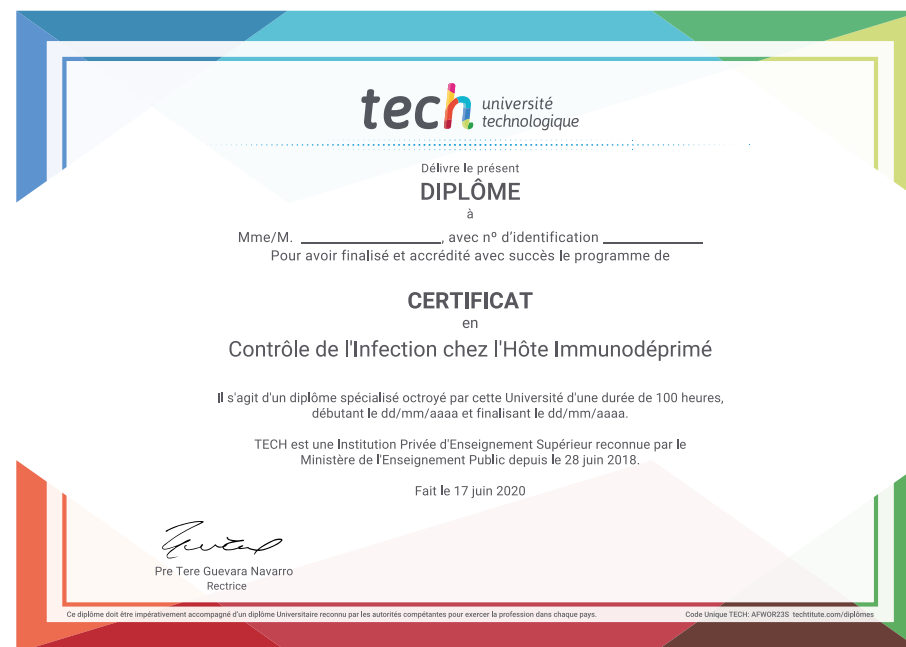 tech université
technologique
Délivre le présent
DIPLÔME
à
Mme/M. ____________________, avec nº d'identification ______________
Pour avoir finalisé et accrédité avec succès le programme de
CERTIFICAT
en
Contrôle de l'Infection chez l'Hôte Immunodéprimé
Il s'agit d'un diplôme spécialisé octroyé par cette Université d'une durée de 100 heures,
débutant le dd/mm/aaaa et finalisant le dd/mm/aaaa.
TECH est une Institution Privée d'Enseignement Supérieur reconnue par le
Ministère de l'Enseignement Public depuis le 28 juin 2018.
Fait le 17 juin 2020
Pre Tere Guevara Navarro
Rectrice
Ce diplôme doit être impérativement accompagné d'un diplôme Universitaire reconnu par les autorités compétantes pour exercer la profession dans chaque pays.
Code Unique TECH: AFWOR23S techtitute.com/diplômes